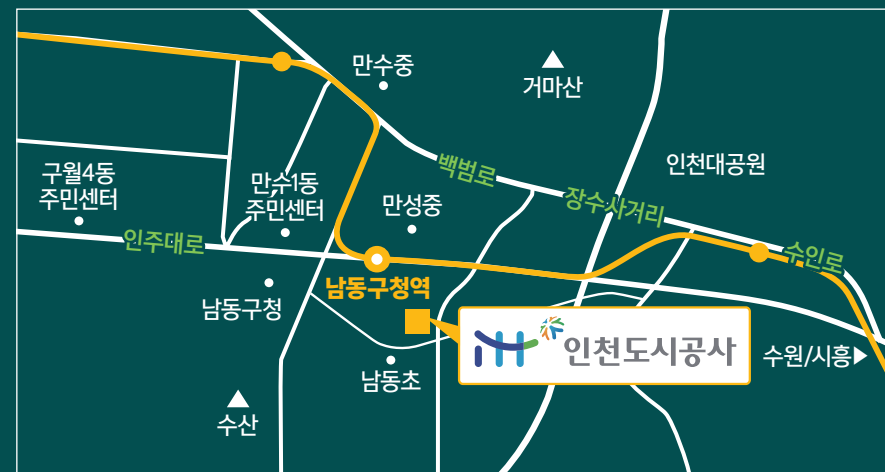 만수중
거마산
백범로
인천대공원
구월4동
주민센터
만수1동
주민센터
만성중
장수사거리
인주대로
수인로
남동구청역
남동구청
iH 인천도시공사
수원/시흥▶
남동초
수산